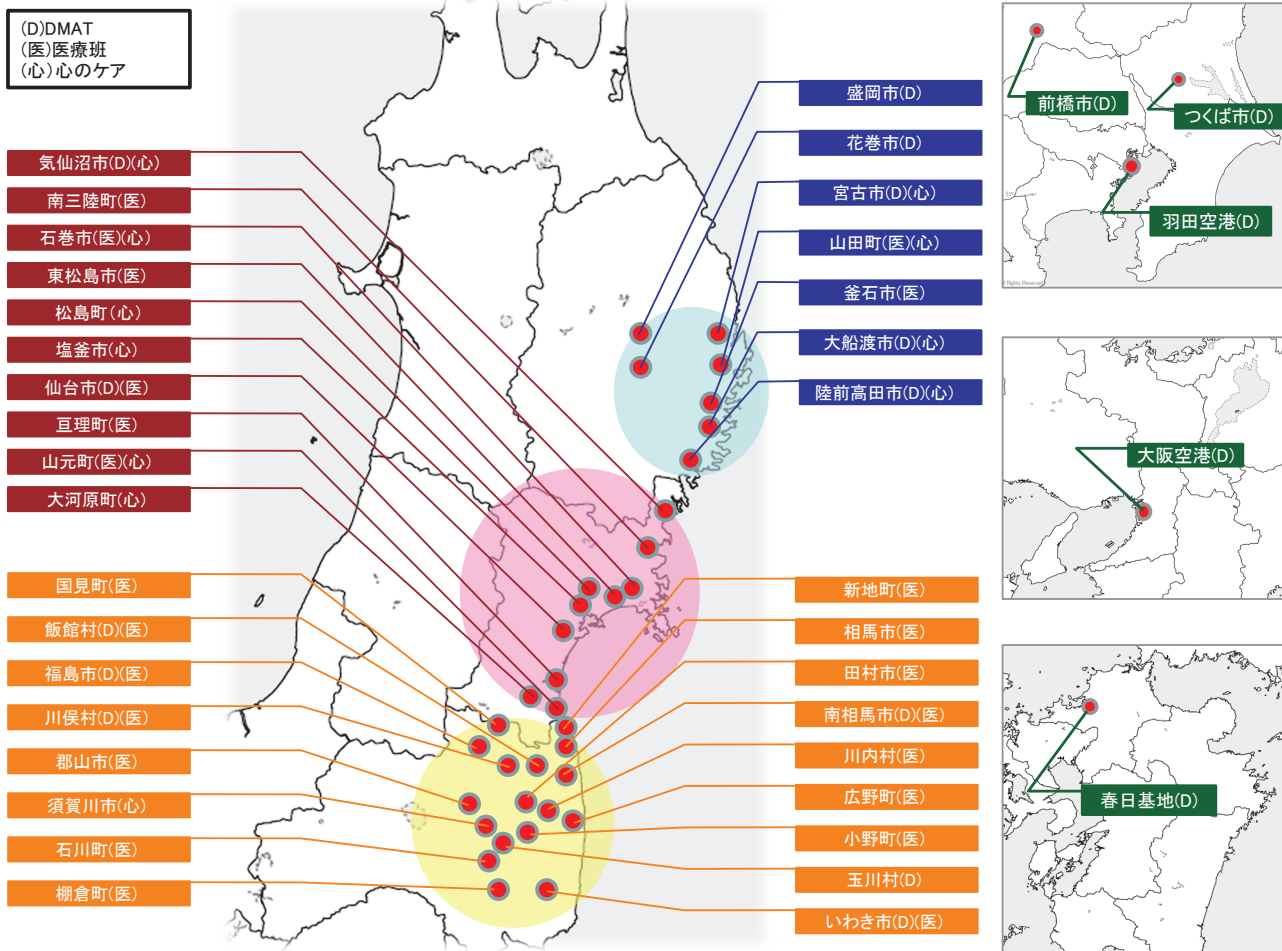 (D)DMAT
(医)医療班
(心)心のケア
気仙沼市(D)(心)
南三陸町(医)
石巻市(医)(心)
東松島市(医)
松島町(心)
塩釜市(心)
仙台市(D)(医)
亘理町(医)
山元町(医)(心)
大河原町(心)
国見町(医)
飯館村(D)(医)
福島市(D)(医)
川俣村(D)(医)
郡山市(医)
須賀川市(心)
石川町(医)
棚倉町(医)
盛岡市(D)
花巻市(D)
宮古市(D)(心)
山田町(医)(心)
釜石市(医)
大船渡市(D)(心)
陸前高田市(D)(心)
新地町(医)
相馬市(医)
田村市(医)
南相馬市(D)(医)
川内村(医)
広野町(医)
小野町(医)
玉川村(D)
いわき市(D)(医)
前橋市(D)
つくば市(D)
羽田空港(D)
Rights Reserved
大阪空港(D)
春日基地(D)